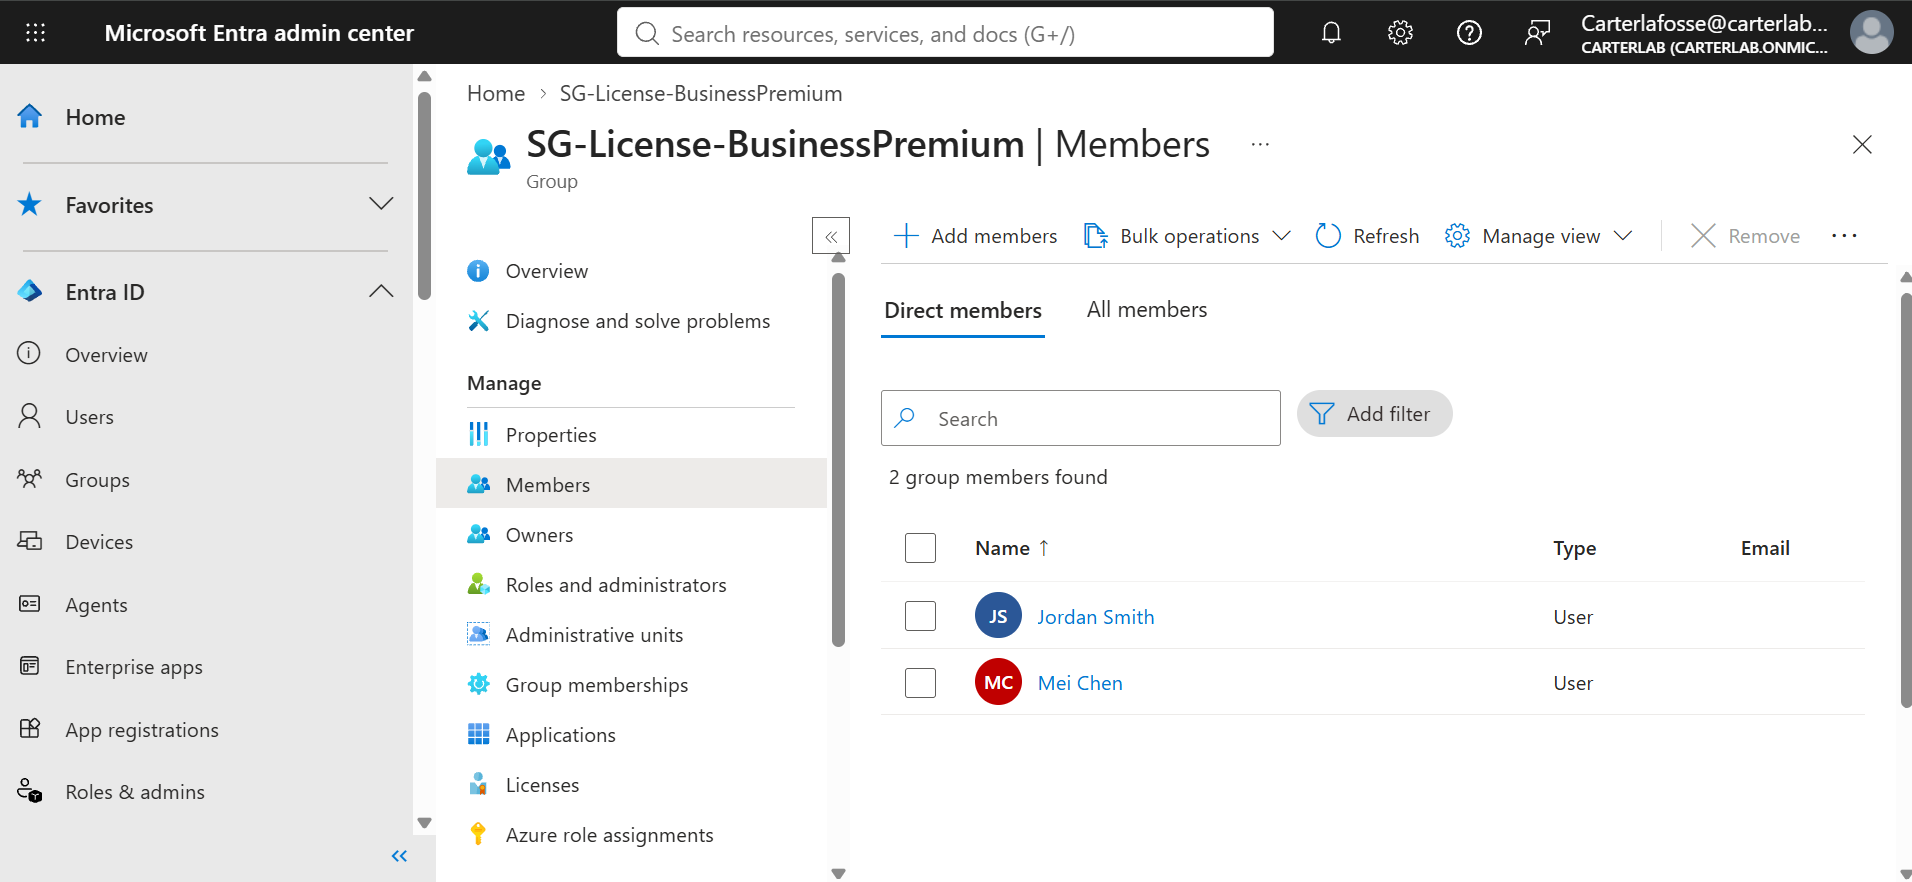 Microsoft Entra admin center
Search resources, services, and docs (G+/)
Carterlafosse@carterlab...
CARTERLAB (CARTERLAB.ONMIC...
Home
Favorites
Entra ID
Overview
Users
Groups
Devices
Agents
Enterprise apps
App registrations
Roles & admins
Home > SG-License-BusinessPremium
SG-License-BusinessPremium | Members ...
Group
Overview
Diagnose and solve problems
Manage
Properties
Members
Owners
Roles and administrators
Administrative units
Group memberships
Applications
Licenses
Azure role assignments
Add members Bulk operations Refresh Manage view Remove ...
Direct members All members
Search Add filter
2 group members found
Name ↑ Type Email
JS Jordan Smith User
MC Mei Chen User